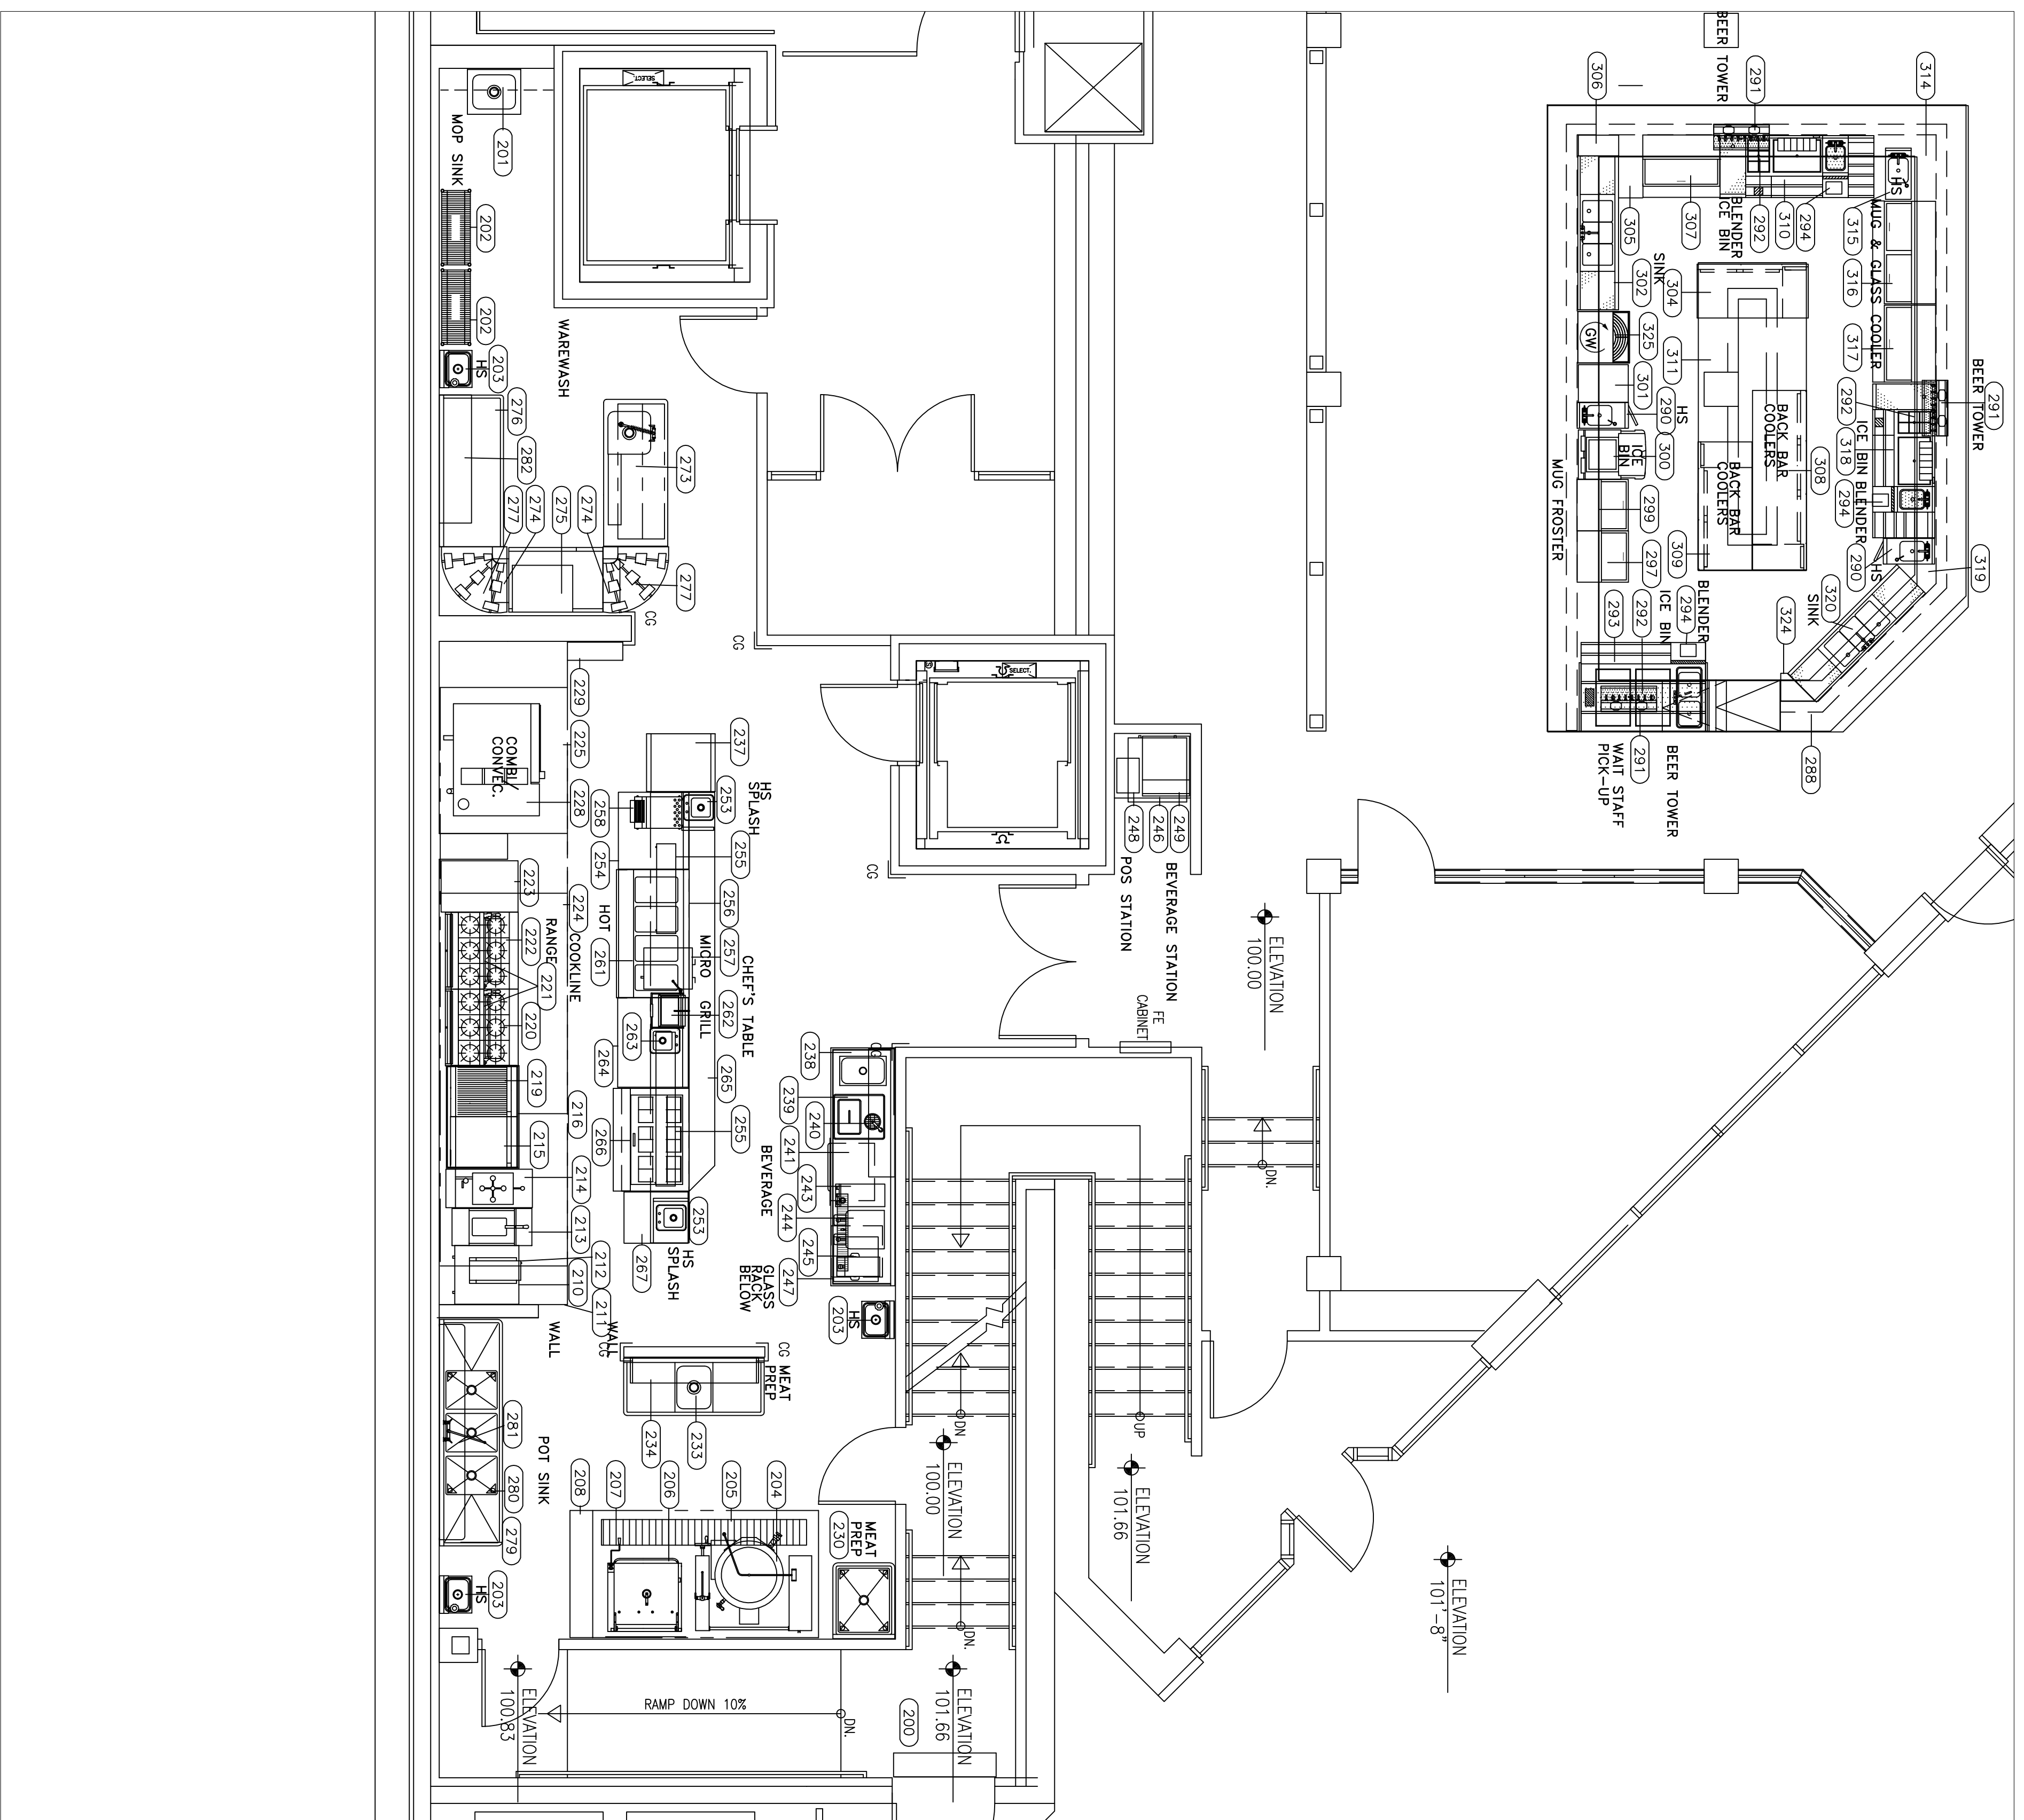 BEER TOWER
291
306
314
HS
315
MUG & GLASS COOLER
316
317
BEER TOWER
291
292
310
294
BLENDER
ICE BIN
307
305
SINK
302
304
325
GW
311
301
HS
290
ICE
BIN
300
299
297
MUG FROSTER
BACK BAR
COOLERS
BACK BAR
COOLERS
308
309
292
ICE BIN
318
BLENDER
294
HS
290
319
SINK
320
324
BLENDER
294
ICE BIN
292
293
291
BEER TOWER
WAIT STAFF
PICK-UP
288
SELECT
201
MOP SINK
202
202
203
HS
WAREWASH
276
282
273
277
274
275
274
277
CG
CG
229
225
COMBI/
CONVEC.
228
237
HS
SPLASH
253
258
254
255
256
257
MICRO
CHEF'S TABLE
GRILL
262
263
264
265
261
HOT
COOKLINE
RANGE
223
224
222
221
220
219
216
215
214
213
212
210
211
255
266
253
HS
SPLASH
267
SELECT.
CG
249
246
248
BEVERAGE STATION
POS STATION
FE
CABINET
ELEVATION
100.00
CG
238
239
240
241
243
244
245
247
BEVERAGE
GLASS
RACK
BELOW
203
HS
WALL
WALL
CG
CG
MEAT
PREP
233
234
281
280
279
POT SINK
203
HS
208
207
206
205
204
MEAT
PREP
230
DN.
DN
UP
DN.
ELEVATION
100.00
ELEVATION
101.66
ELEVATION
101'-8"
ELEVATION
101.66
200
DN.
RAMP DOWN 10%
ELEVATION
100.83